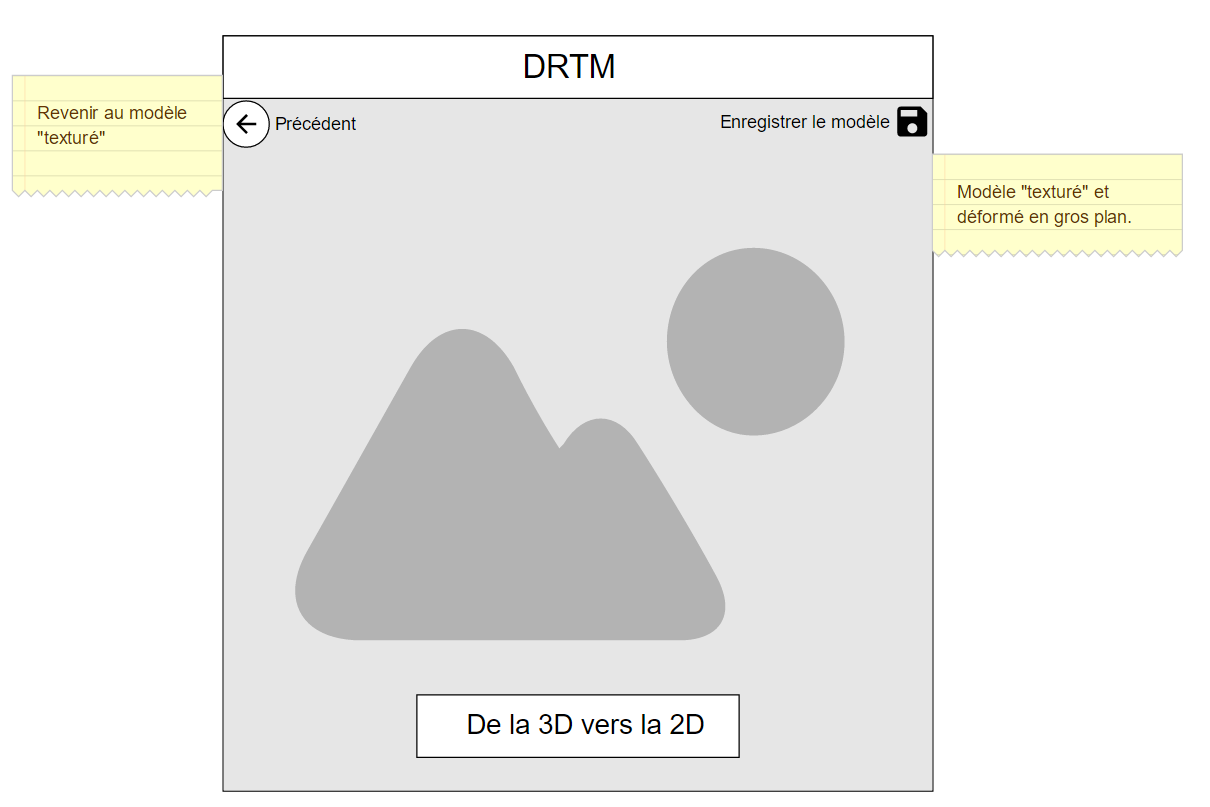 DRTM
Revenir au modèle
"texturé"
Précédent
Enregistrer le modèle
Modèle "texturé" et
déformé en gros plan.
De la 3D vers la 2D